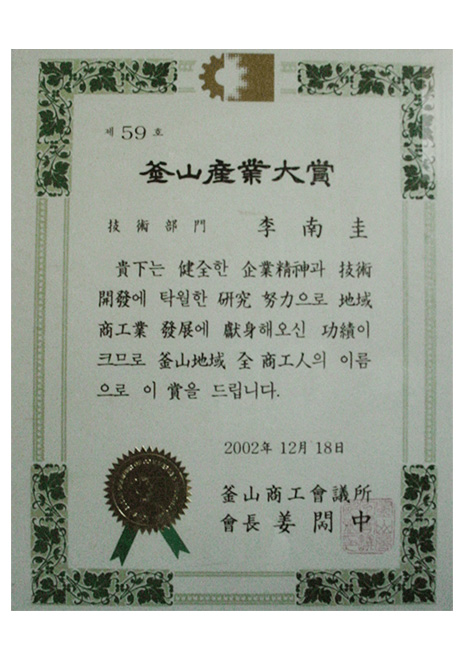 제 59 호
釜山產業大賞
技術部門 李南圭
貴下는 健全한 企業精神과 技術
開發에 탁월한 研究 努力으로 地域
商工業 發展에 獻身해오신 功績이
크므로 釜山地域 全商工人의 이름
으로 이 賞을 드립니다.
2002年 12月 18日
釜山商工會議所
會長 姜閤中